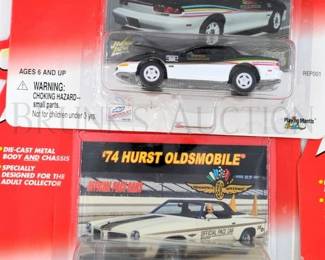 AGES 6 AND UP
WARNING:
CHOKING HAZARD--
small parts.
Not for children under 3 yrs.
REP001
Playing Mantis
• DIE-CAST METAL
BODY AND CHASSIS
• SPECIALLY
DESIGNED FOR THE
ADULT COLLECTOR
'74 HURST OLDSMOBILE®
OFFICIAL PACE CAR